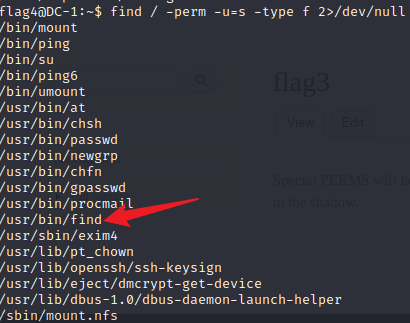 flag4@DC-1:~$ find / -perm -u=s -type f 2>/dev/null
/bin/mount
/bin/ping
/bin/su
/bin/ping6
/bin/umount
/usr/bin/at
/usr/bin/chsh
/usr/bin/passwd
/usr/bin/newgrp
/usr/bin/chfn
/usr/bin/gpasswd
/usr/bin/procmail
/usr/bin/find
/usr/sbin/exim4
/usr/lib/pt_chown
/usr/lib/openssh/ssh-keysign
/usr/lib/eject/dmcrypt-get-device
/usr/lib/dbus-1.0/dbus-daemon-launch-helper
/sbin/mount.nfs
flag3
View Edit
Special PERMS will h
in the shadow.